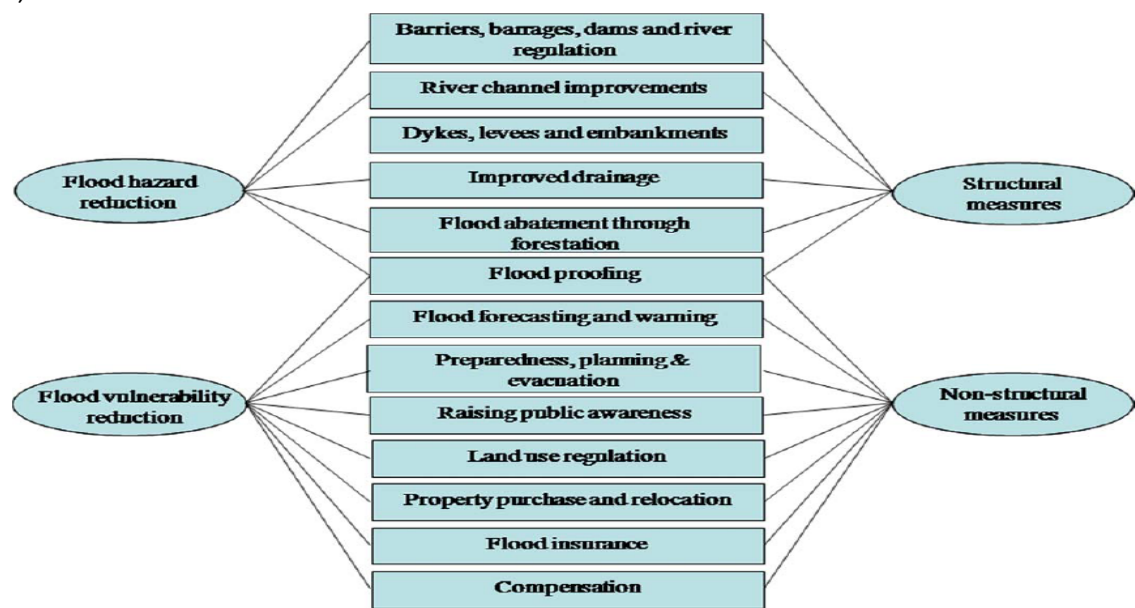 Barriers, barrages, dams and river
regulation
River channel improvements
Dykes, levees and embankments
Flood hazard
reduction
Improved drainage
Structural
measures
Flood abatement through
forestation
Flood proofing
Flood forecasting and warning
Preparedness, planning &
evacuation
Flood vulnerability
reduction
Non-structural
measures
Raising public awareness
Land use regulation
Property purchase and relocation
Flood insurance
Compensation